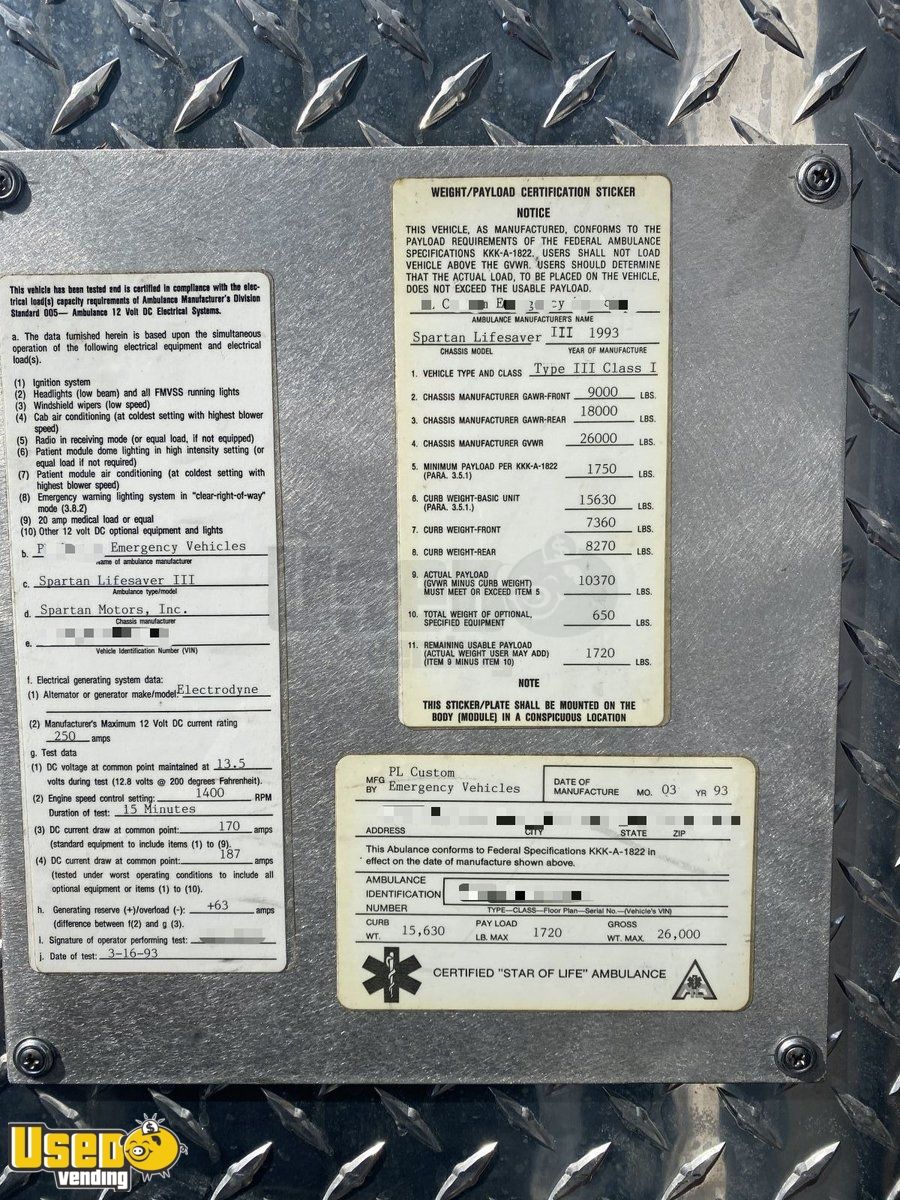 This vehicle has been tested end is certified in compliance with the elec-
trical load(s) capacity requirements of Ambulance Manufacturer's Division
Standard 005— Ambulance 12 Volt DC Electrical Systems.
a. The data furnished herein is based upon the simultaneous
operation of the following electrical equipment and electrical
load(s).
(1) Ignition system
(2) Headlights (low beam) and all FMVSS running lights
(3) Windshield wipers (low speed)
(4) Cab air conditioning (at coldest setting with highest blower
speed)
(5) Radio in receiving mode (or equal load, if not equipped)
(6) Patient module dome lighting in high intensity setting (or
equal load if not required)
(7) Patient module air conditioning (at coldest setting with
highest blower speed)
(8) Emergency warning lighting system in "clear-right-of-way"
mode (3.8.2)
(9) 20 amp medical load or equal
(10) Other 12 volt DC optional equipment and lights
b. P Emergency Vehicles
Name of ambulance manufacturer
c. Spartan Lifesaver III
Ambulance type/model
d. Spartan Motors, Inc.
Chassis manufacturer
e.
Vehicle Identification Number (VIN)
f. Electrical generating system data:
(1) Alternator or generator make/model: Electrodyne
(2) Manufacturer's Maximum 12 Volt DC current rating
250 amps
g. Test data
(1) DC voltage at common point maintained at 13.5
volts during test (12.8 volts @ 200 degrees Fahrenheit).
(2) Engine speed control setting: 1400 RPM
Duration of test: 15 Minutes
(3) DC current draw at common point: 170 amps
(standard equipment to include items (1) to (9).
(4) DC current draw at common point: 187 amps
(tested under worst operating conditions to include all
optional equipment or items (1) to (10).
h. Generating reserve (+)/overload (-): +63 amps
(difference between f(2) and g (3).
i. Signature of operator performing test:
j. Date of test: 3-16-93
WEIGHT/PAYLOAD CERTIFICATION STICKER
NOTICE
THIS VEHICLE, AS MANUFACTURED, CONFORMS TO THE
PAYLOAD REQUIREMENTS OF THE FEDERAL AMBULANCE
SPECIFICATIONS KKK-A-1822. USERS SHALL NOT LOAD
VEHICLE ABOVE THE GVWR. USERS SHOULD DETERMINE
THAT THE ACTUAL LOAD, TO BE PLACED ON THE VEHICLE,
DOES NOT EXCEED THE USABLE PAYLOAD.
AMBULANCE MANUFACTURER'S NAME
Spartan Lifesaver III 1993
CHASSIS MODEL YEAR OF MANUFACTURE
1. VEHICLE TYPE AND CLASS Type III Class I
2. CHASSIS MANUFACTURER GAWR-FRONT 9000 LBS.
3. CHASSIS MANUFACTURER GAWR-REAR 18000 LBS.
4. CHASSIS MANUFACTURER GVWR 26000 LBS.
5. MINIMUM PAYLOAD PER KKK-A-1822
(PARA. 3.5.1) 1750 LBS.
6. CURB WEIGHT-BASIC UNIT
(PARA. 3.5.1.) 15630 LBS.
7. CURB WEIGHT-FRONT 7360 LBS.
8. CURB WEIGHT-REAR 8270 LBS.
9. ACTUAL PAYLOAD
(GVWR MINUS CURB WEIGHT) 10370
MUST MEET OR EXCEED ITEM 5 LBS.
10. TOTAL WEIGHT OF OPTIONAL,
SPECIFIED EQUIPMENT 650 LBS.
11. REMAINING USABLE PAYLOAD
(ACTUAL WEIGHT USER MAY ADD) 1720
(ITEM 9 MINUS ITEM 10) LBS.
NOTE
THIS STICKER/PLATE SHALL BE MOUNTED ON THE
BODY (MODULE) IN A CONSPICUOUS LOCATION
MFG BY PL Custom
Emergency Vehicles
DATE OF
MANUFACTURE MO. 03 YR 93
ADDRESS CITY STATE ZIP
This Abulance conforms to Federal Specifications KKK-A-1822 in
effect on the date of manufacture shown above.
AMBULANCE
IDENTIFICATION
NUMBER TYPE—CLASS—Floor Plan—Serial No.—(Vehicle's VIN)
CURB WT. 15,630 PAY LOAD LB. MAX 1720 GROSS WT. MAX. 26,000
CERTIFIED "STAR OF LIFE" AMBULANCE
Used
vending